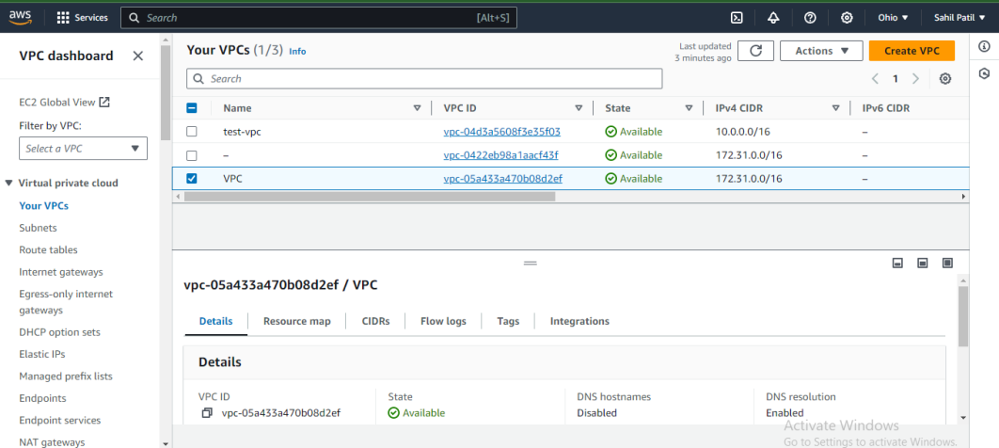 aws Services Search [Alt+S] Ohio Sahil Patil
VPC dashboard
EC2 Global View
Filter by VPC:
Select a VPC
Virtual private cloud
Your VPCs
Subnets
Route tables
Internet gateways
Egress-only internet
gateways
DHCP option sets
Elastic IPs
Managed prefix lists
Endpoints
Endpoint services
NAT gateways
Your VPCs (1/3) Info
Last updated
3 minutes ago
Actions Create VPC
Search
1
Name VPC ID State IPv4 CIDR IPv6 CIDR
test-vpc vpc-04d3a5608f3e35f03 Available 10.0.0.0/16 –
– vpc-0422eb98a1aacf43f Available 172.31.0.0/16 –
VPC vpc-05a433a470b08d2ef Available 172.31.0.0/16 –
vpc-05a433a470b08d2ef / VPC
Details Resource map CIDRs Flow logs Tags Integrations
Details
VPC ID State DNS hostnames DNS resolution
vpc-05a433a470b08d2ef Available Disabled Enabled
Activate Windows
Go to Settings to activate Windows.